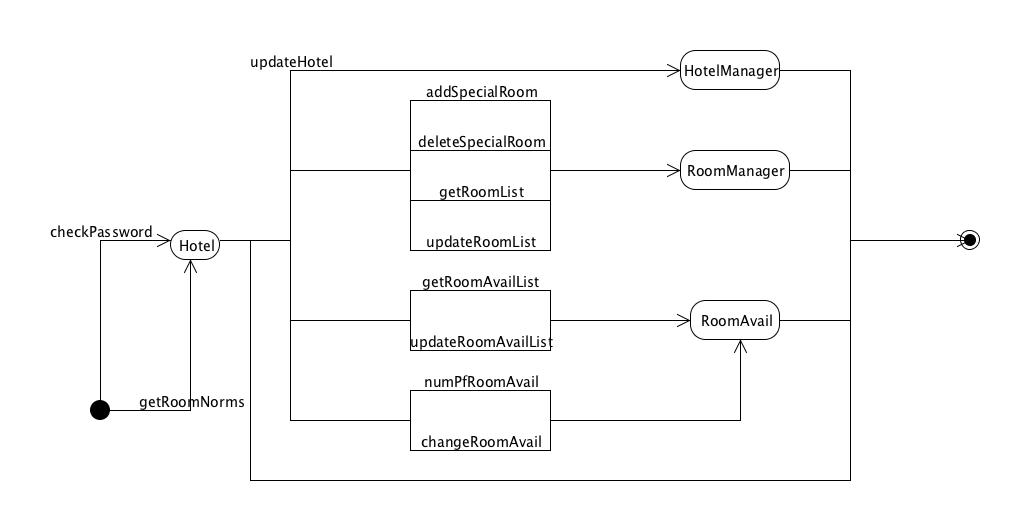 updateHotel
HotelManager
addSpecialRoom
deleteSpecialRoom
RoomManager
getRoomList
checkPassword
Hotel
updateRoomList
getRoomAvailList
RoomAvail
updateRoomAvailList
numPfRoomAvail
getRoomNorms
changeRoomAvail